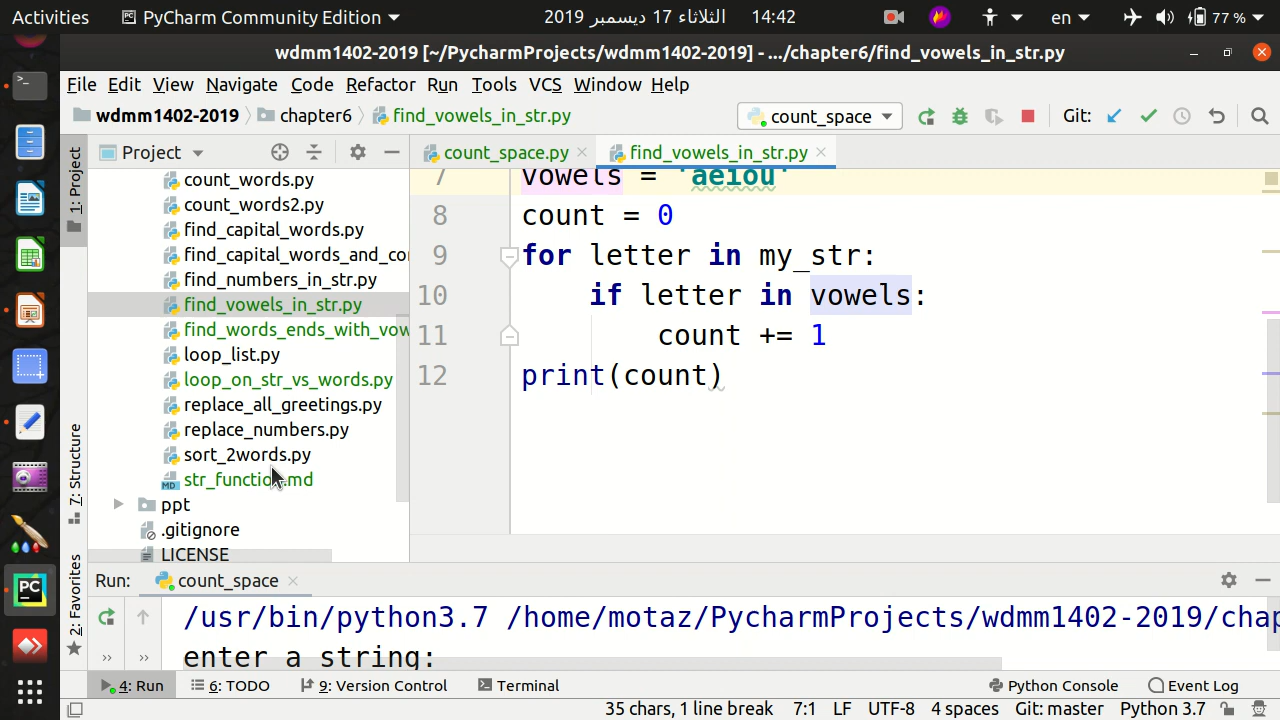 Activities
PyCharm Community Edition
الثلاثاء 17 ديسمبر 2019
14:42
en
77 %
wdmm1402-2019 [~/PycharmProjects/wdmm1402-2019] - .../chapter6/find_vowels_in_str.py
File Edit View Navigate Code Refactor Run Tools VCS Window Help
wdmm1402-2019 chapter6 find_vowels_in_str.py
count_space
Git:
1: Project
7: Structure
2: Favorites
Project
count_space.py
find_vowels_in_str.py
count_words.py
count_words2.py
find_capital_words.py
find_capital_words_and_co
find_numbers_in_str.py
find_vowels_in_str.py
find_words_ends_with_vow
loop_list.py
loop_on_str_vs_words.py
replace_all_greetings.py
replace_numbers.py
sort_2words.py
str_function.md
ppt
.gitignore
LICENSE
7 vowels = 'aeiou'
8 count = 0
9 for letter in my_str:
10 if letter in vowels:
11 count += 1
12 print(count)
Run: count_space
/usr/bin/python3.7 /home/motaz/PycharmProjects/wdmm1402-2019/chap
enter a string:
4: Run 6: TODO 9: Version Control Terminal Python Console Event Log
35 chars, 1 line break 7:1 LF UTF-8 4 spaces Git: master Python 3.7
PC